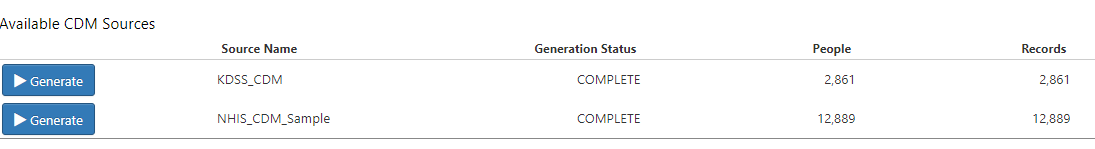 Available CDM Sources
Source Name Generation Status People Records
Generate KDSS_CDM COMPLETE 2,861 2,861
Generate NHIS_CDM_Sample COMPLETE 12,889 12,889